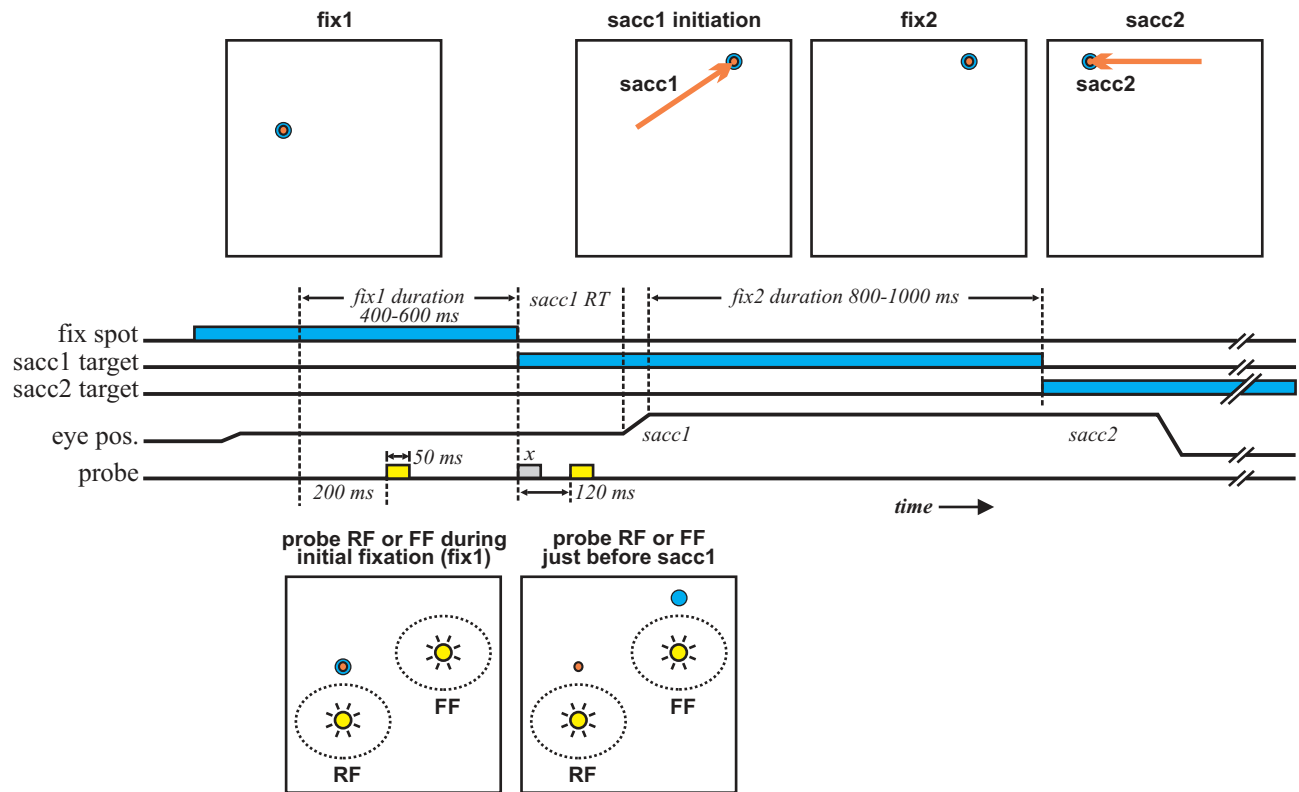 fix1
sacc1 initiation
fix2
sacc2
sacc1
sacc2
fix1 duration
400-600 ms
sacc1 RT
fix2 duration 800-1000 ms
fix spot
sacc1 target
sacc2 target
eye pos.
sacc1
sacc2
probe
50 ms
x
200 ms
120 ms
time
probe RF or FF during
initial fixation (fix1)
probe RF or FF
just before sacc1
FF
RF
FF
RF